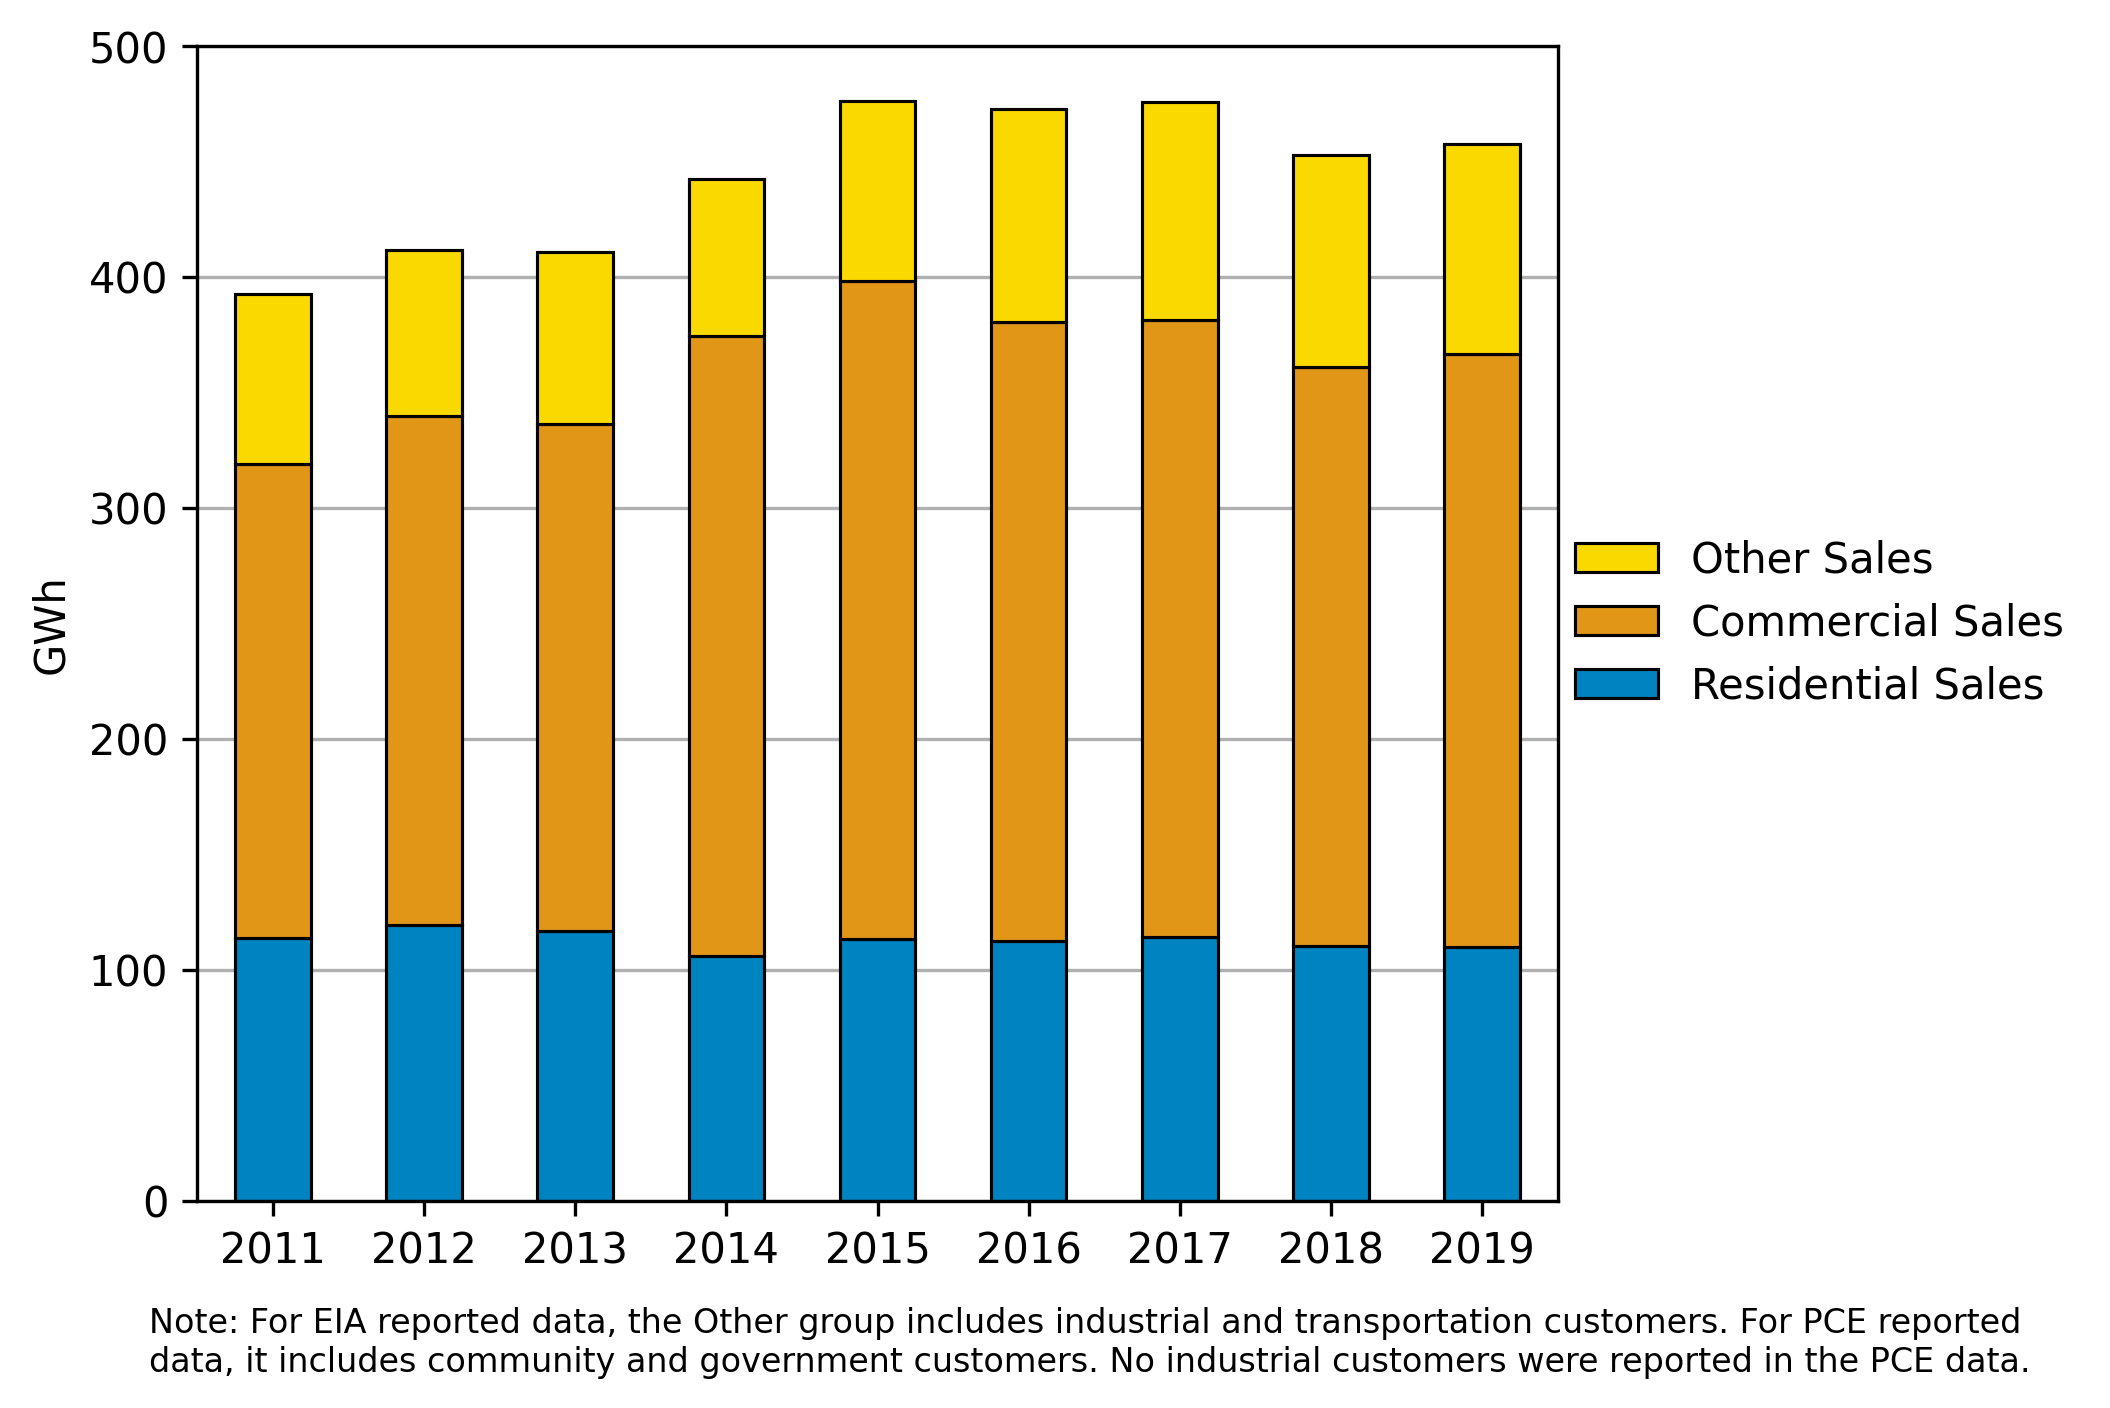 500
400
300
200
100
0
GWh
2011 2012 2013 2014 2015 2016 2017 2018 2019
Other Sales
Commercial Sales
Residential Sales
Note: For EIA reported data, the Other group includes industrial and transportation customers. For PCE reported
data, it includes community and government customers. No industrial customers were reported in the PCE data.